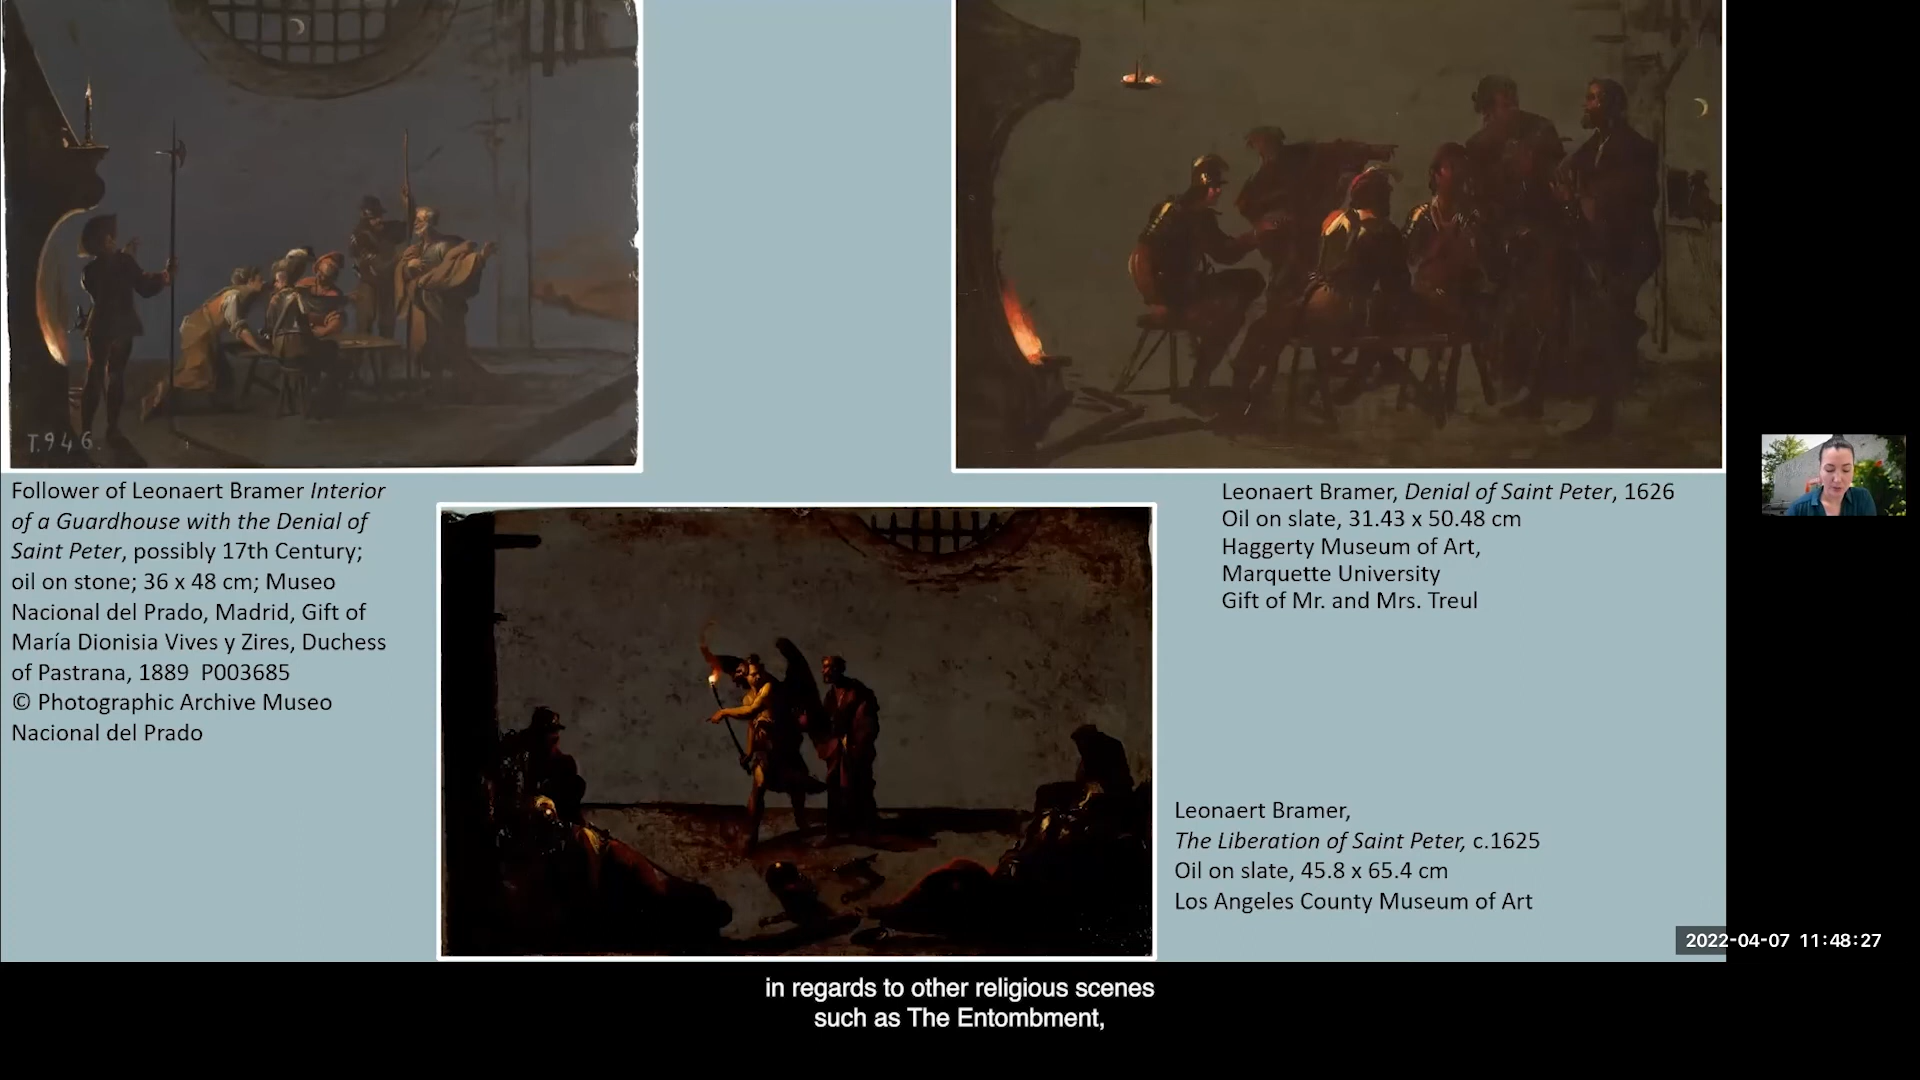 T.946.
Follower of Leonaert Bramer Interior
of a Guardhouse with the Denial of
Saint Peter, possibly 17th Century;
oil on stone; 36 x 48 cm; Museo
Nacional del Prado, Madrid, Gift of
María Dionisia Vives y Zires, Duchess
of Pastrana, 1889  P003685
© Photographic Archive Museo
Nacional del Prado
Leonaert Bramer, Denial of Saint Peter, 1626
Oil on slate, 31.43 x 50.48 cm
Haggerty Museum of Art,
Marquette University
Gift of Mr. and Mrs. Treul
Leonaert Bramer,
The Liberation of Saint Peter, c.1625
Oil on slate, 45.8 x 65.4 cm
Los Angeles County Museum of Art
2022-04-07  11:48:27
in regards to other religious scenes
such as The Entombment,